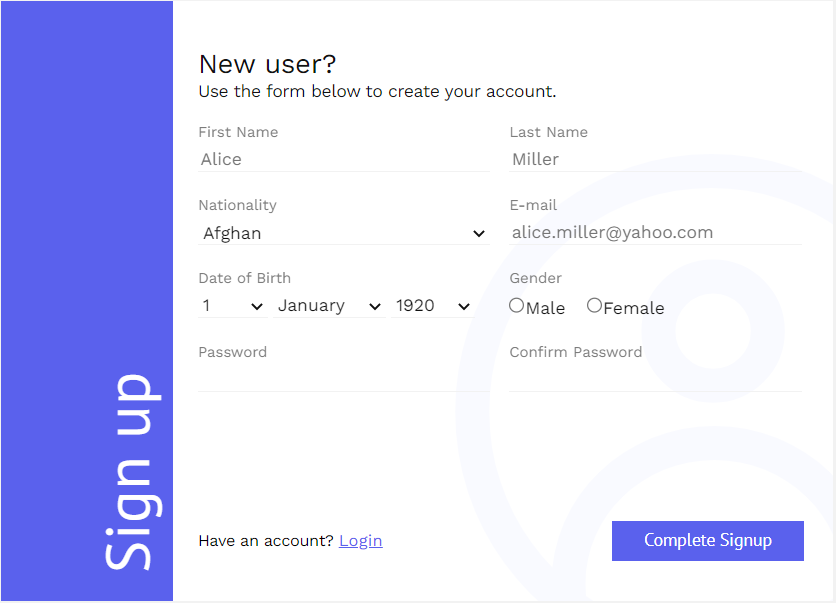 Sign up
New user?
Use the form below to create your account.
First Name Last Name
Alice Miller
Nationality E-mail
Afghan alice.miller@yahoo.com
Date of Birth Gender
1 January 1920 Male Female
Password Confirm Password
Have an account? Login Complete Signup